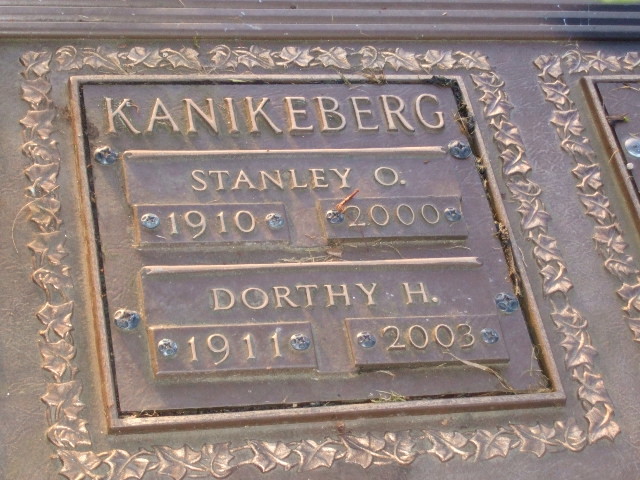 KANIKEBERG
STANLEY O.
1910 2000
DORTHY H.
1911 2003